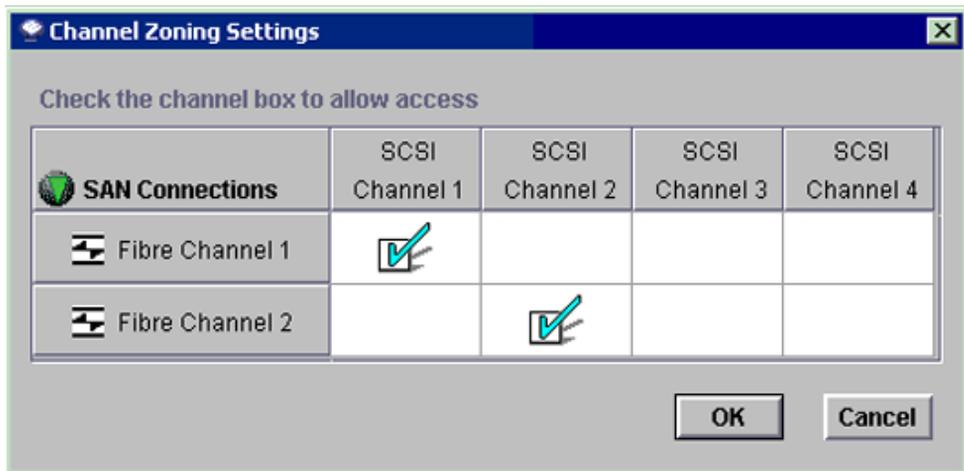 Channel Zoning Settings
Check the channel box to allow access
SAN Connections
SCSI Channel 1
SCSI Channel 2
SCSI Channel 3
SCSI Channel 4
Fibre Channel 1
Fibre Channel 2
OK
Cancel